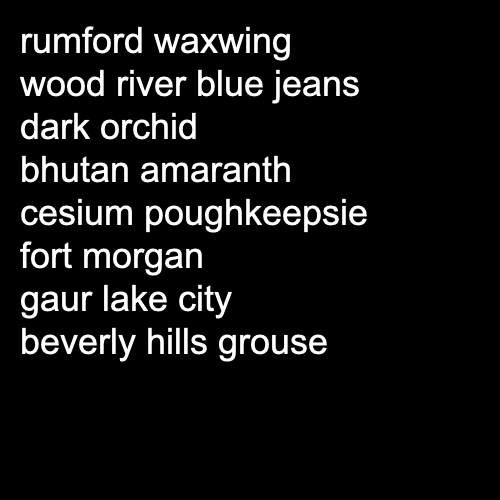 rumford waxwing
wood river blue jeans
dark orchid
bhutan amaranth
cesium poughkeepsie
fort morgan
gaur lake city
beverly hills grouse